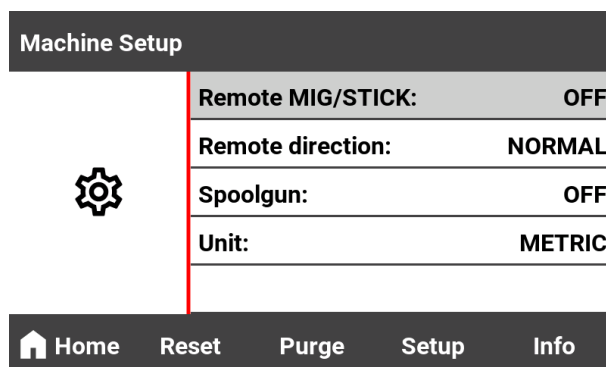 Machine Setup
Remote MIG/STICK: OFF
Remote direction: NORMAL
Spoolgun: OFF
Unit: METRIC
Home Reset Purge Setup Info